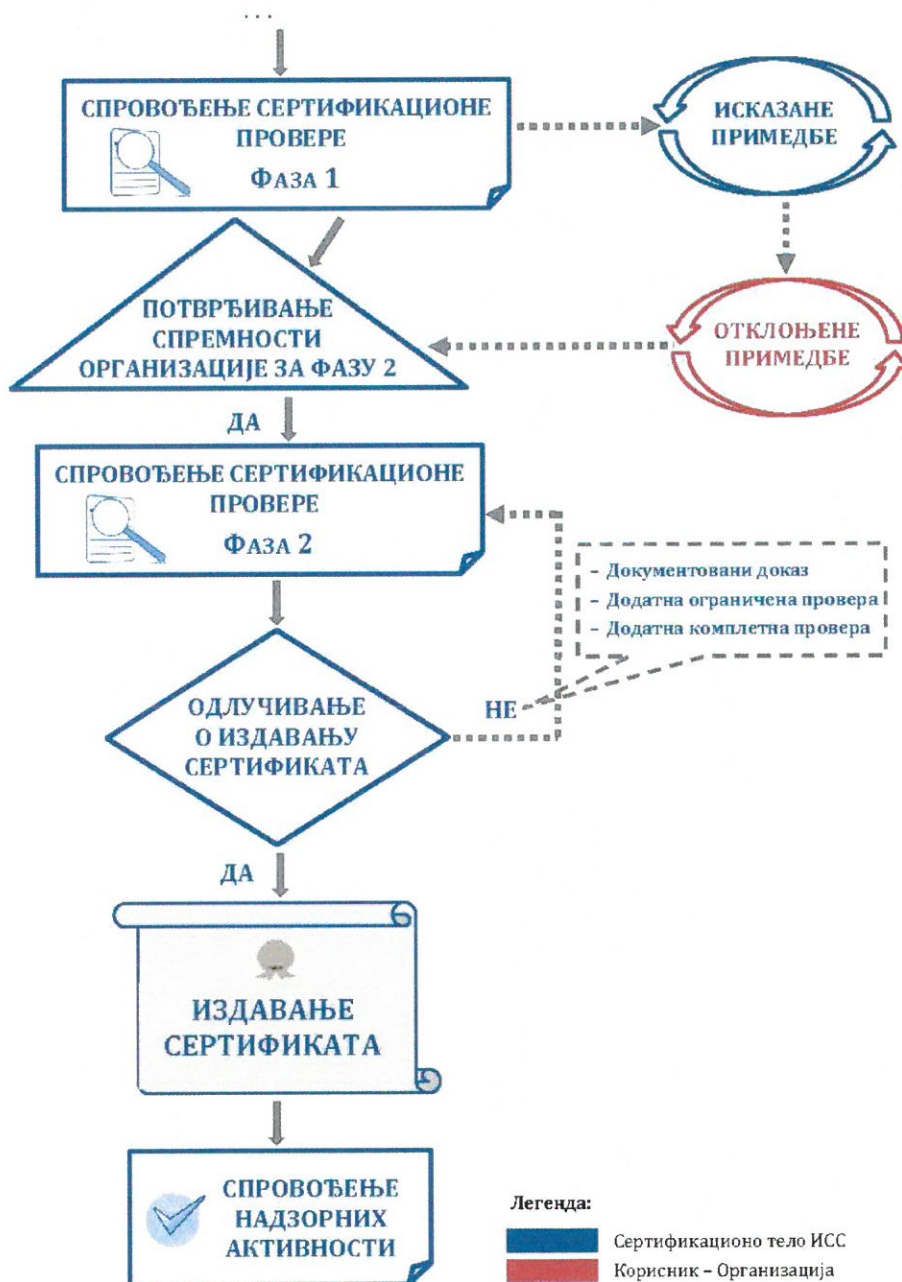 ...
СПРОВОЂЕЊЕ СЕРТИФИКАЦИОНЕ
ПРОВЕРЕ
ФАЗА 1
ИСКАЗАНЕ
ПРИМЕДБЕ
ПОТВРЂИВАЊЕ
СПРЕМНОСТИ
ОРГАНИЗАЦИЈЕ ЗА ФАЗУ 2
ОТКЛОЊЕНЕ
ПРИМЕДБЕ
ДА
СПРОВОЂЕЊЕ СЕРТИФИКАЦИОНЕ
ПРОВЕРЕ
ФАЗА 2
– Документовани доказ
– Додатна ограничена провера
– Додатна комплетна провера
НЕ
ОДЛУЧИВАЊЕ
О ИЗДАВАЊУ
СЕРТИФИКАТА
ДА
ИЗДАВАЊЕ
СЕРТИФИКАТА
СПРОВОЂЕЊЕ
НАДЗОРНИХ
АКТИВНОСТИ
Легенда:
Сертификационо тело ИСС
Корисник – Организација